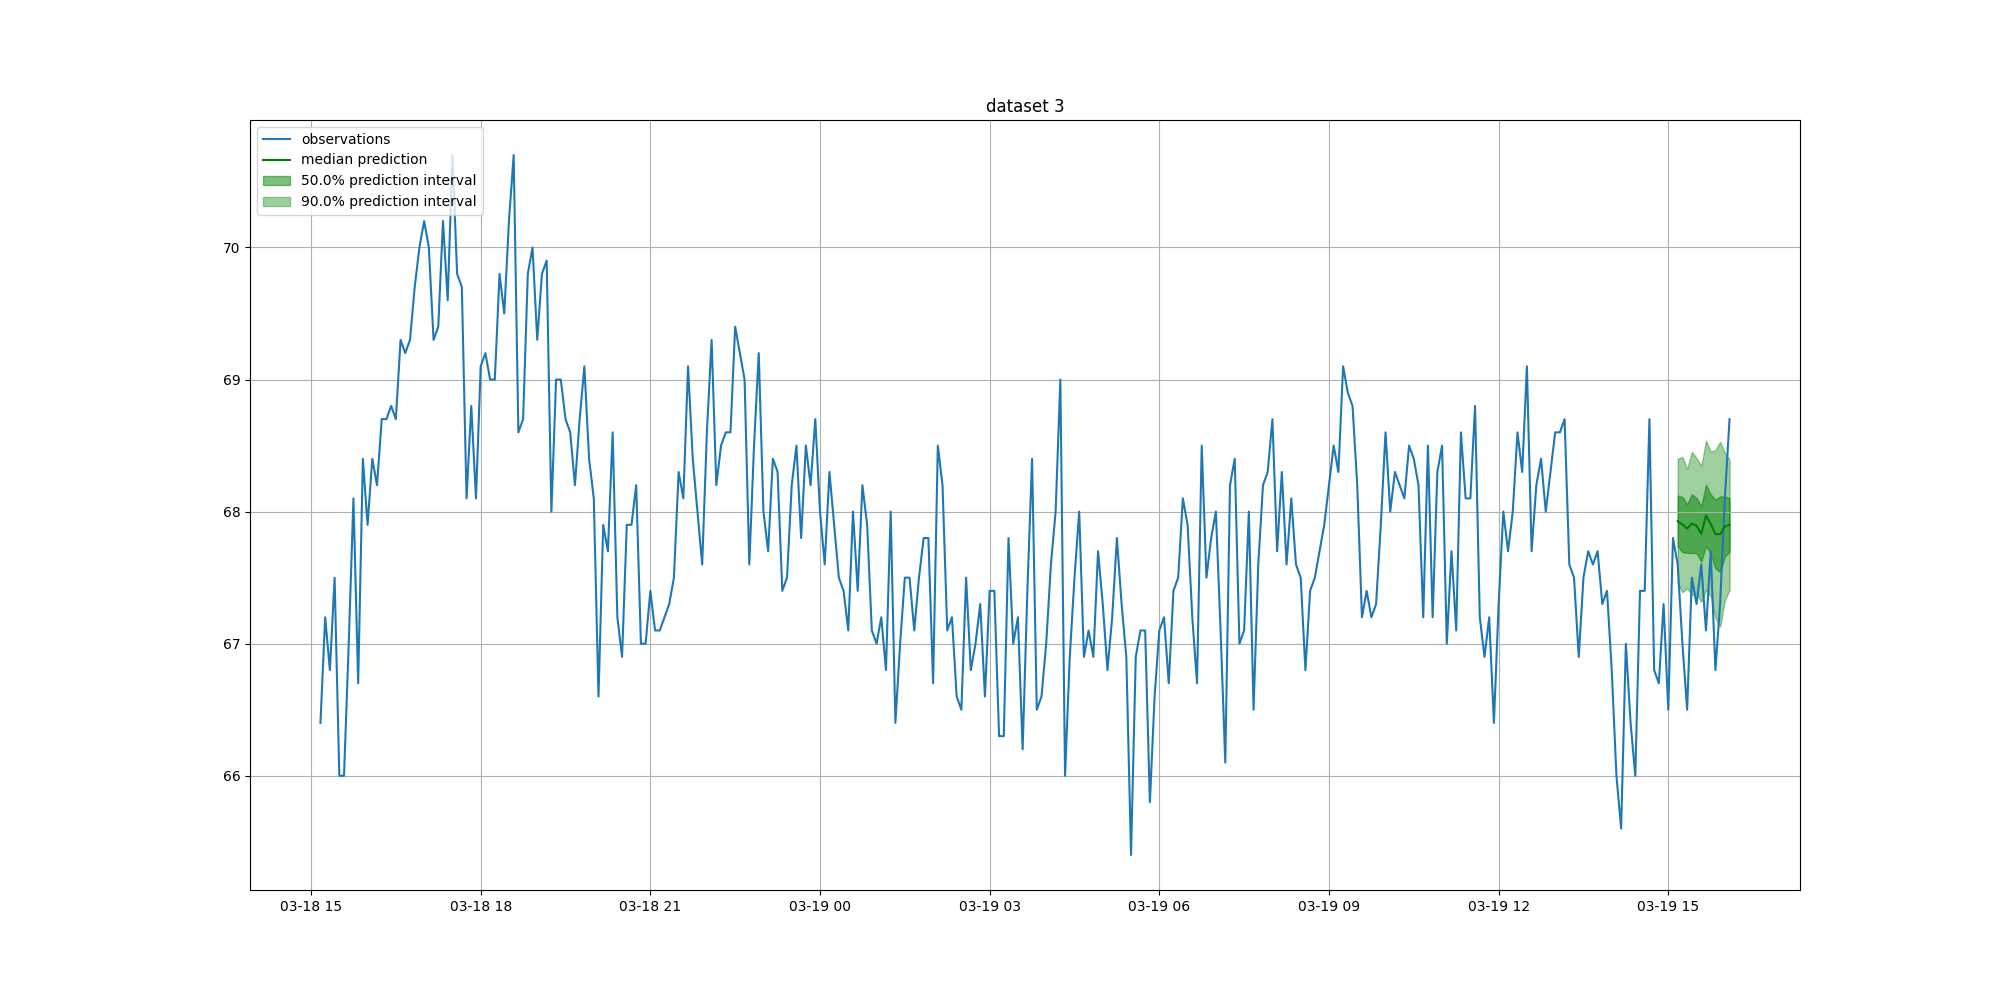 dataset 3
observations
median prediction
50.0% prediction interval
90.0% prediction interval
70
69
68
67
66
03-18 15
03-18 18
03-18 21
03-19 00
03-19 03
03-19 06
03-19 09
03-19 12
03-19 15